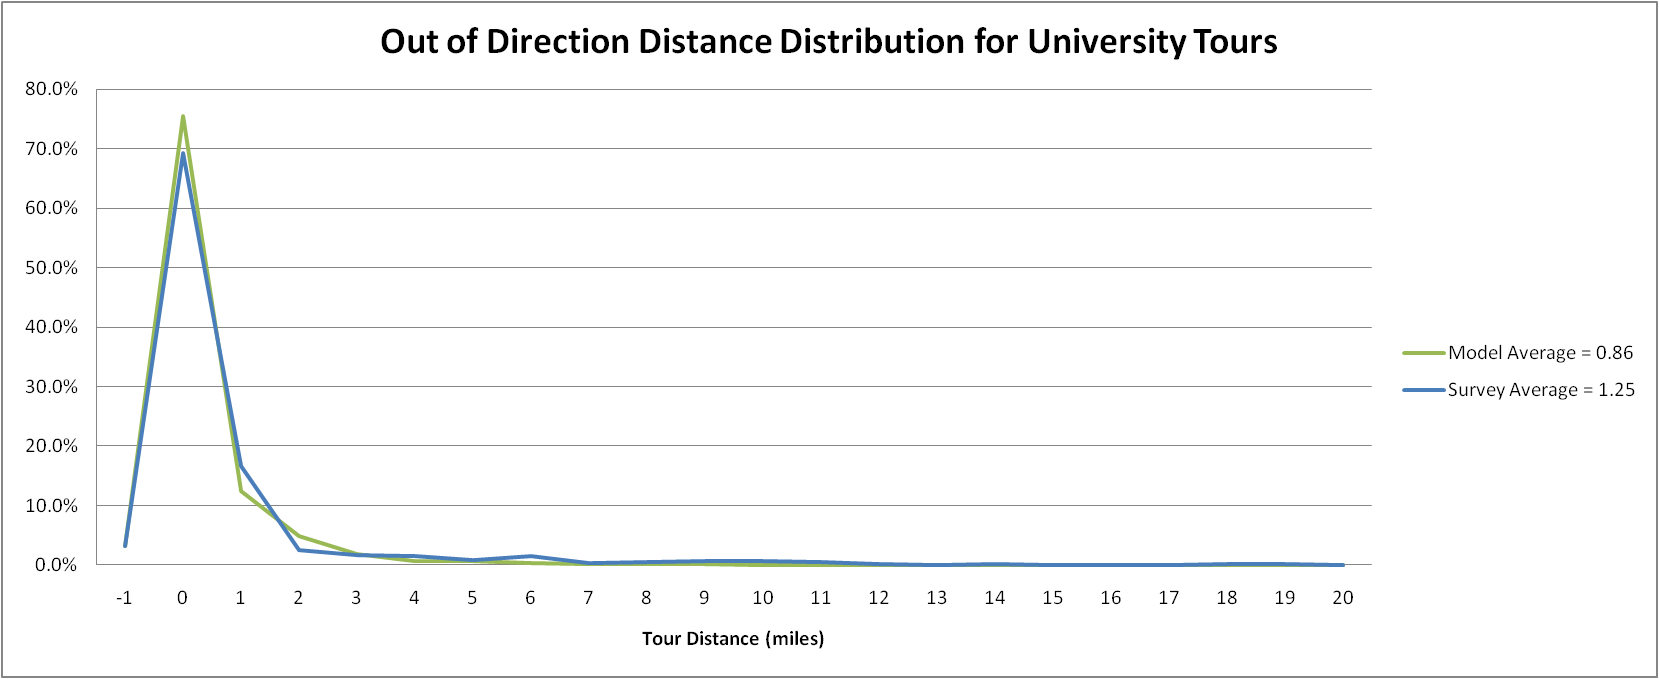 Out of Direction Distance Distribution for University Tours
80.0%
70.0%
60.0%
50.0%
40.0%
30.0%
20.0%
10.0%
0.0%
-1 0 1 2 3 4 5 6 7 8 9 10 11 12 13 14 15 16 17 18 19 20
Tour Distance (miles)
Model Average = 0.86
Survey Average = 1.25